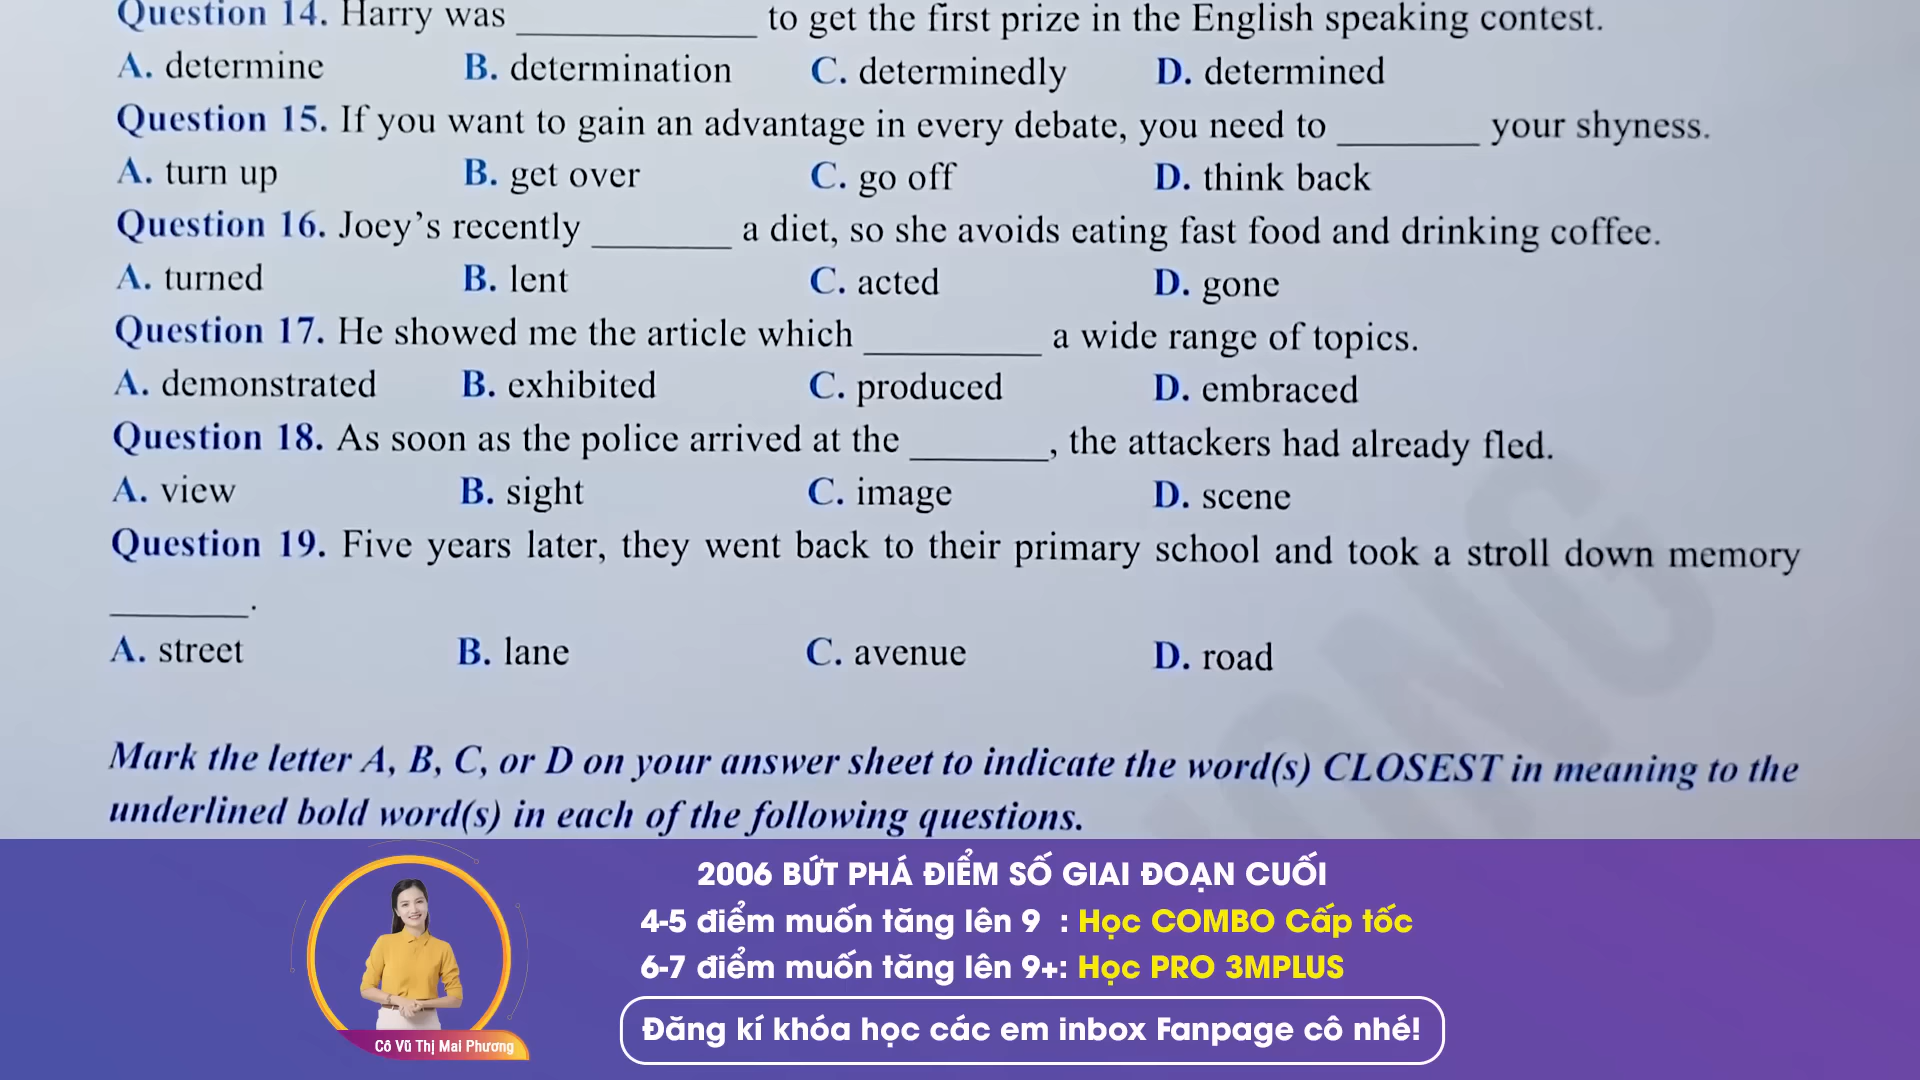 Question 14. Harry was ____________ to get the first prize in the English speaking contest.
A. determine B. determination C. determinedly D. determined
Question 15. If you want to gain an advantage in every debate, you need to _______ your shyness.
A. turn up B. get over C. go off D. think back
Question 16. Joey’s recently _______ a diet, so she avoids eating fast food and drinking coffee.
A. turned B. lent C. acted D. gone
Question 17. He showed me the article which _________ a wide range of topics.
A. demonstrated B. exhibited C. produced D. embraced
Question 18. As soon as the police arrived at the _______, the attackers had already fled.
A. view B. sight C. image D. scene
Question 19. Five years later, they went back to their primary school and took a stroll down memory
_______.
A. street B. lane C. avenue D. road
Mark the letter A, B, C, or D on your answer sheet to indicate the word(s) CLOSEST in meaning to the
underlined bold word(s) in each of the following questions.
2006 BỨT PHÁ ĐIỂM SỐ GIAI ĐOẠN CUỐI
4-5 điểm muốn tăng lên 9 : Học COMBO Cấp tốc
6-7 điểm muốn tăng lên 9+: Học PRO 3MPLUS
Đăng kí khóa học các em inbox Fanpage cô nhé!
Cô Vũ Thị Mai Phương